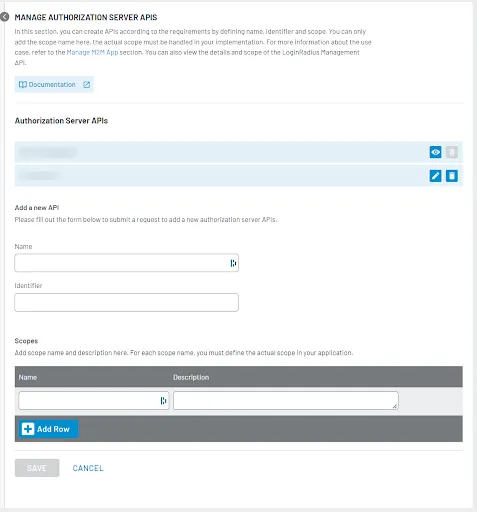 MANAGE AUTHORIZATION SERVER APIS
In this section, you can create APIs according to the requirements by defining name, identifier and scope. You can only
add the scope name here, the actual scope must be handled in your implementation. For more information about the use
case, refer to the Manage M2M App section. You can also view the details and scope of the LoginRadius Management
API.
Documentation
Authorization Server APIs
Add a new API
Please fill out the form below to submit a request to add a new authorization server APIs.
Name
Identifier
Scopes
Add scope name and description here. For each scope name, you must define the actual scope in your application.
Name Description
Add Row
SAVE CANCEL